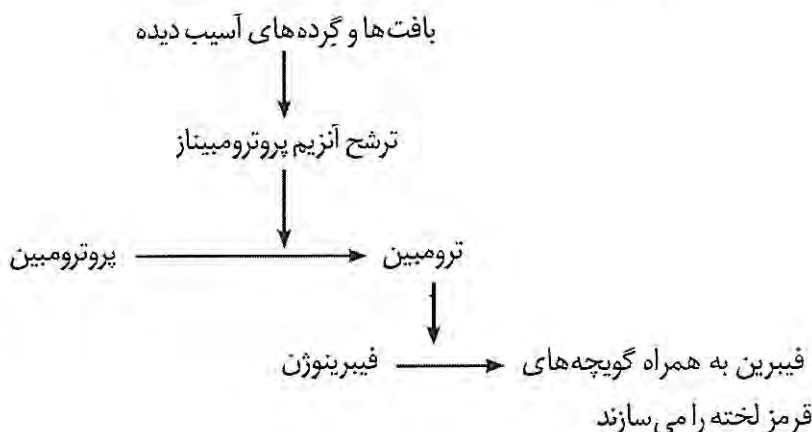 بافت‌ها و گِرده‌های آسیب دیده
ترشح آنزیم پروترومبیناز
پروترومبین
ترومبین
فیبرینوژن
فیبرین به همراه گویچه‌های
قرمز لخته را می‌سازند